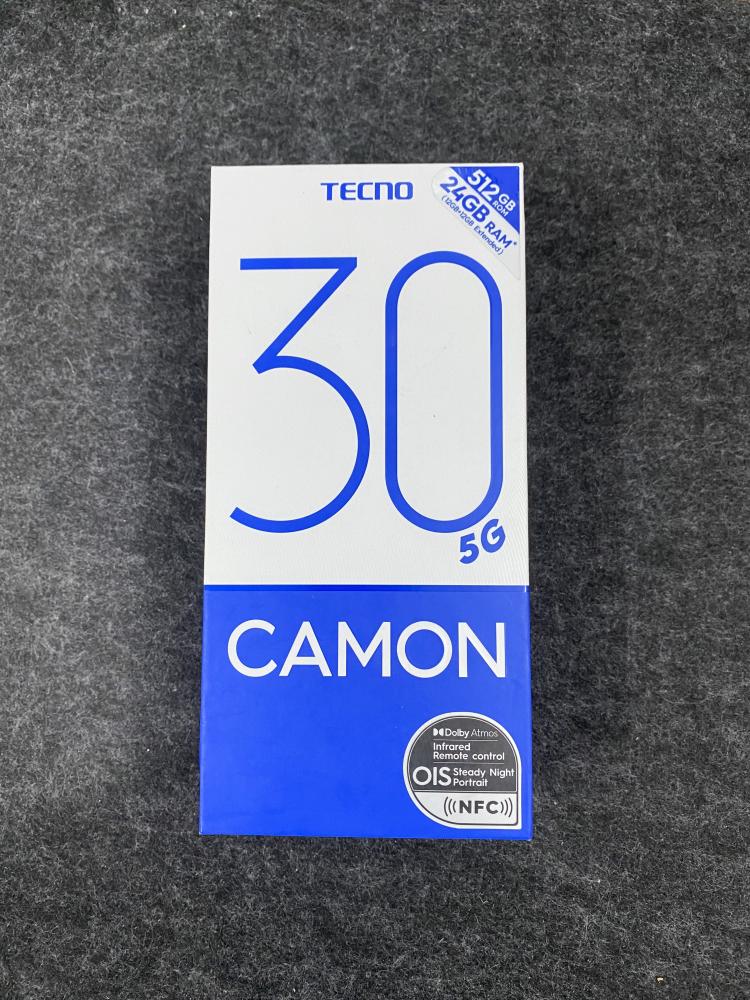 TECNO
512GB
ROM
24GB RAM*
(12GB+12GB Extended)
30
5G
CAMON
Dolby Atmos
Infrared
Remote control
OIS Steady Night
Portrait
(((NFC)))